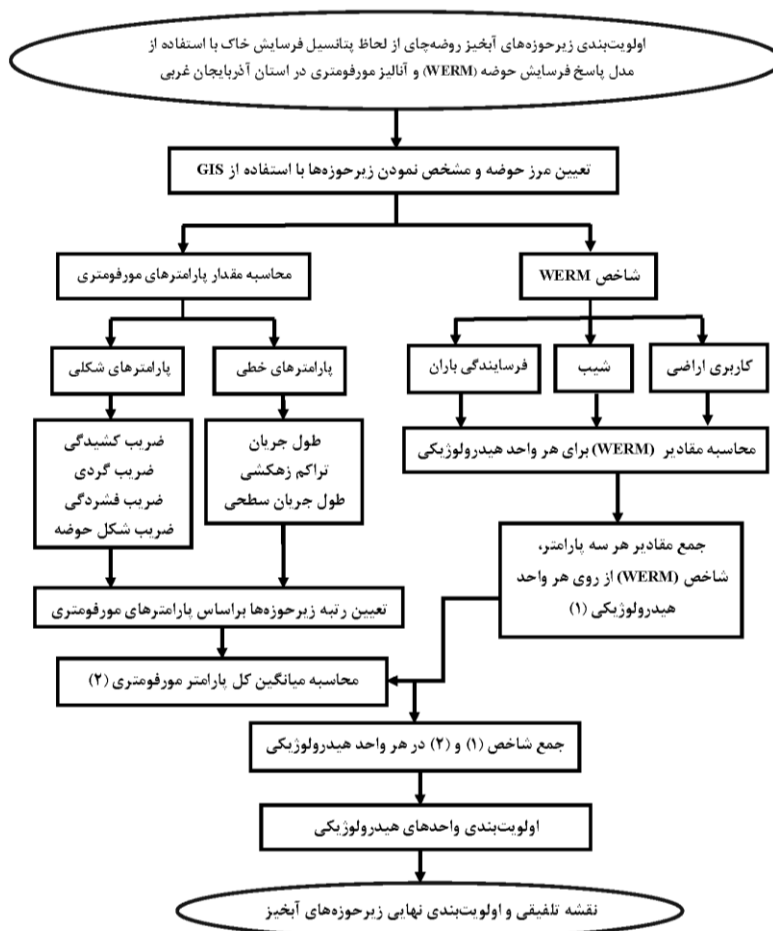 اولویت‌بندی زیرحوزه‌های آبخیز روضه‌چای از لحاظ پتانسیل فرسایش خاک با استفاده از
مدل پاسخ فرسایش حوضه (WERM) و آنالیز مورفومتری در استان آذربایجان غربی
تعیین مرز حوضه و مشخص نمودن زیرحوزه‌ها با استفاده از GIS
محاسبه مقدار پارامترهای مورفومتری
شاخص WERM
پارامترهای شکلی
پارامترهای خطی
فرسایندگی باران
شیب
کاربری اراضی
ضریب کشیدگی
ضریب گردی
ضریب فشردگی
ضریب شکل حوضه
طول جریان
تراکم زهکشی
طول جریان سطحی
محاسبه مقادیر (WERM) برای هر واحد هیدرولوژیکی
جمع مقادیر هر سه پارامتر،
شاخص (WERM) از روی هر واحد
هیدرولوژیکی (۱)
تعیین رتبه زیرحوزه‌ها براساس پارامترهای مورفومتری
محاسبه میانگین کل پارامتر مورفومتری (۲)
جمع شاخص (۱) و (۲) در هر واحد هیدرولوژیکی
اولویت‌بندی واحدهای هیدرولوژیکی
نقشه تلفیقی و اولویت‌بندی نهایی زیرحوزه‌های آبخیز